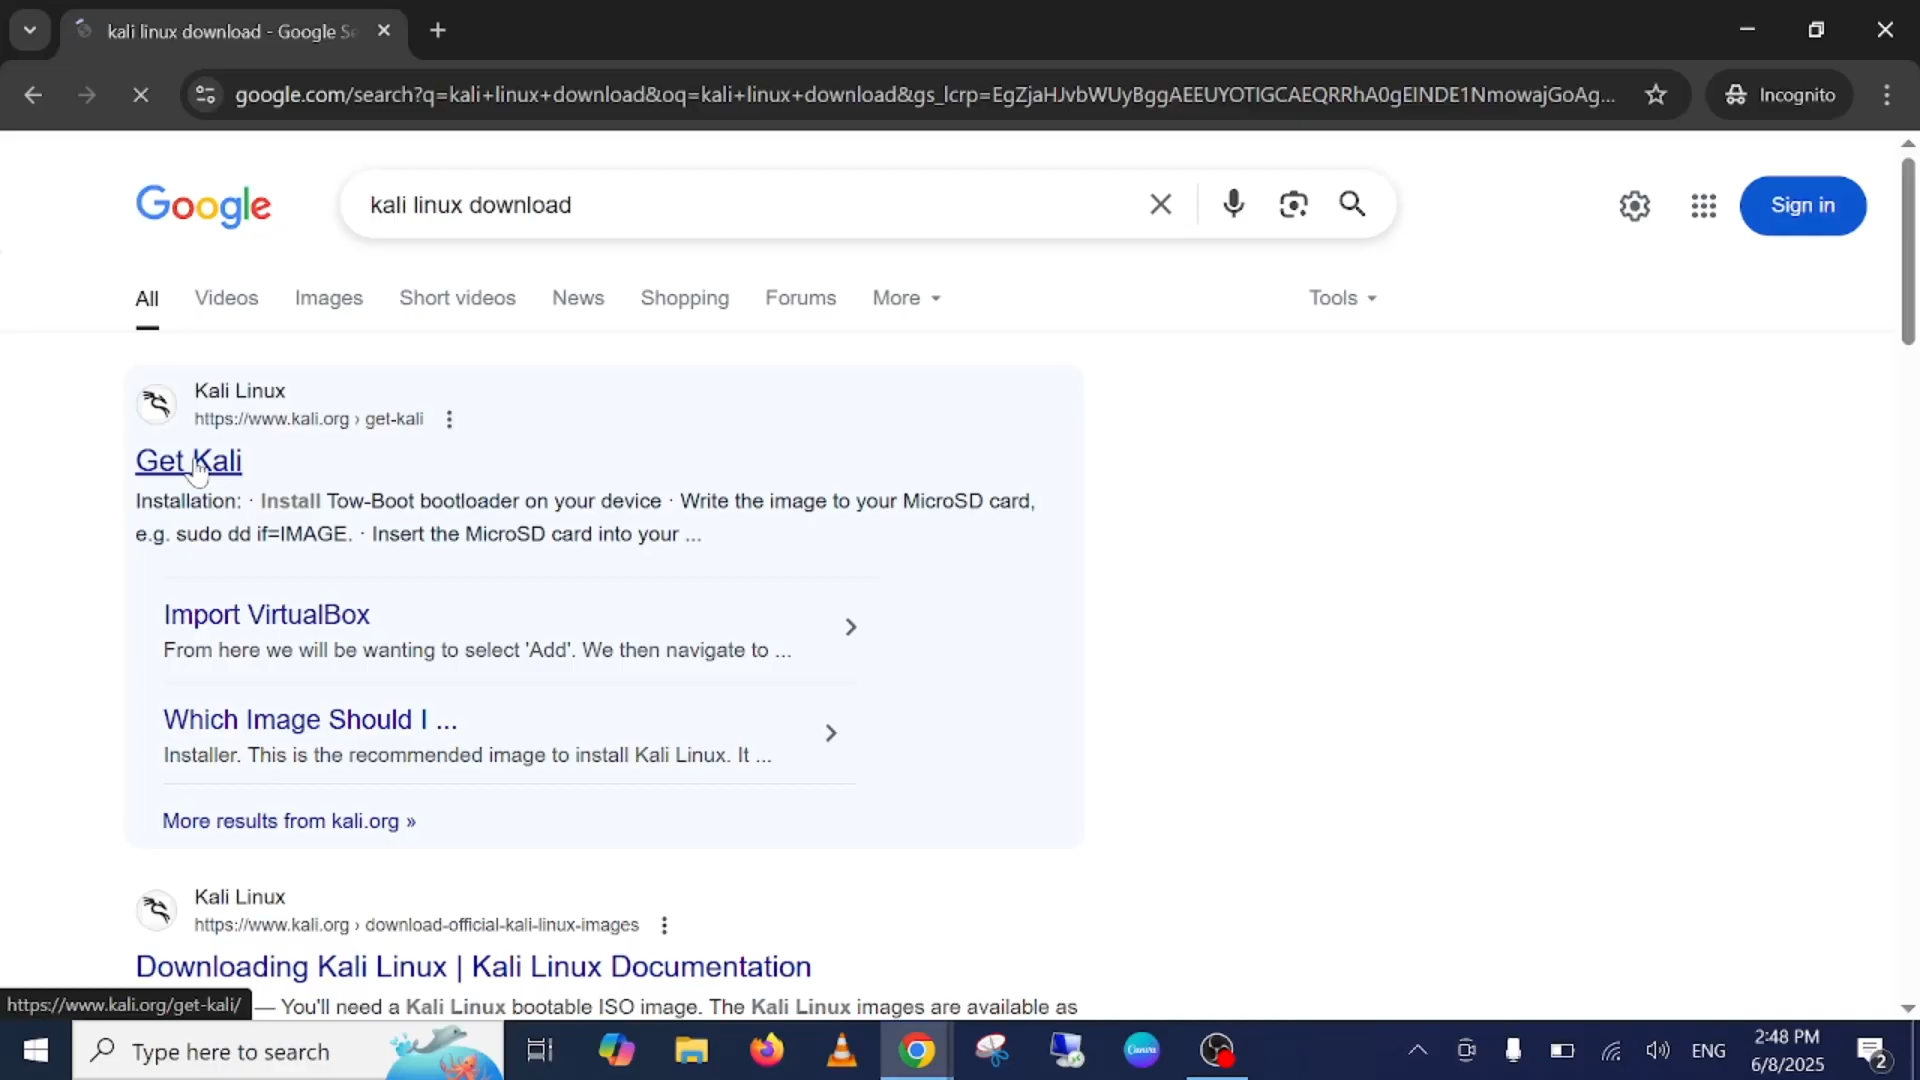 kali linux download - Google Se
google.com/search?q=kali+linux+download&oq=kali+linux+download&gs_lcrp=EgZjaHJvbWUyBggAEEUYOTIGCAEQRRhA0gEINDE1NmowajGoAg...
Incognito
Google
kali linux download
Sign in
All
Videos
Images
Short videos
News
Shopping
Forums
More
Tools
Kali Linux
https://www.kali.org › get-kali
Get Kali
Installation: · Install Tow-Boot bootloader on your device · Write the image to your MicroSD card,
e.g. sudo dd if=IMAGE. · Insert the MicroSD card into your ...
Import VirtualBox
From here we will be wanting to select 'Add'. We then navigate to ...
Which Image Should I ...
Installer. This is the recommended image to install Kali Linux. It ...
More results from kali.org »
Kali Linux
https://www.kali.org › download-official-kali-linux-images
Downloading Kali Linux | Kali Linux Documentation
https://www.kali.org/get-kali/
— You'll need a Kali Linux bootable ISO image. The Kali Linux images are available as
Type here to search
Canva
ENG
2:48 PM
6/8/2025
2